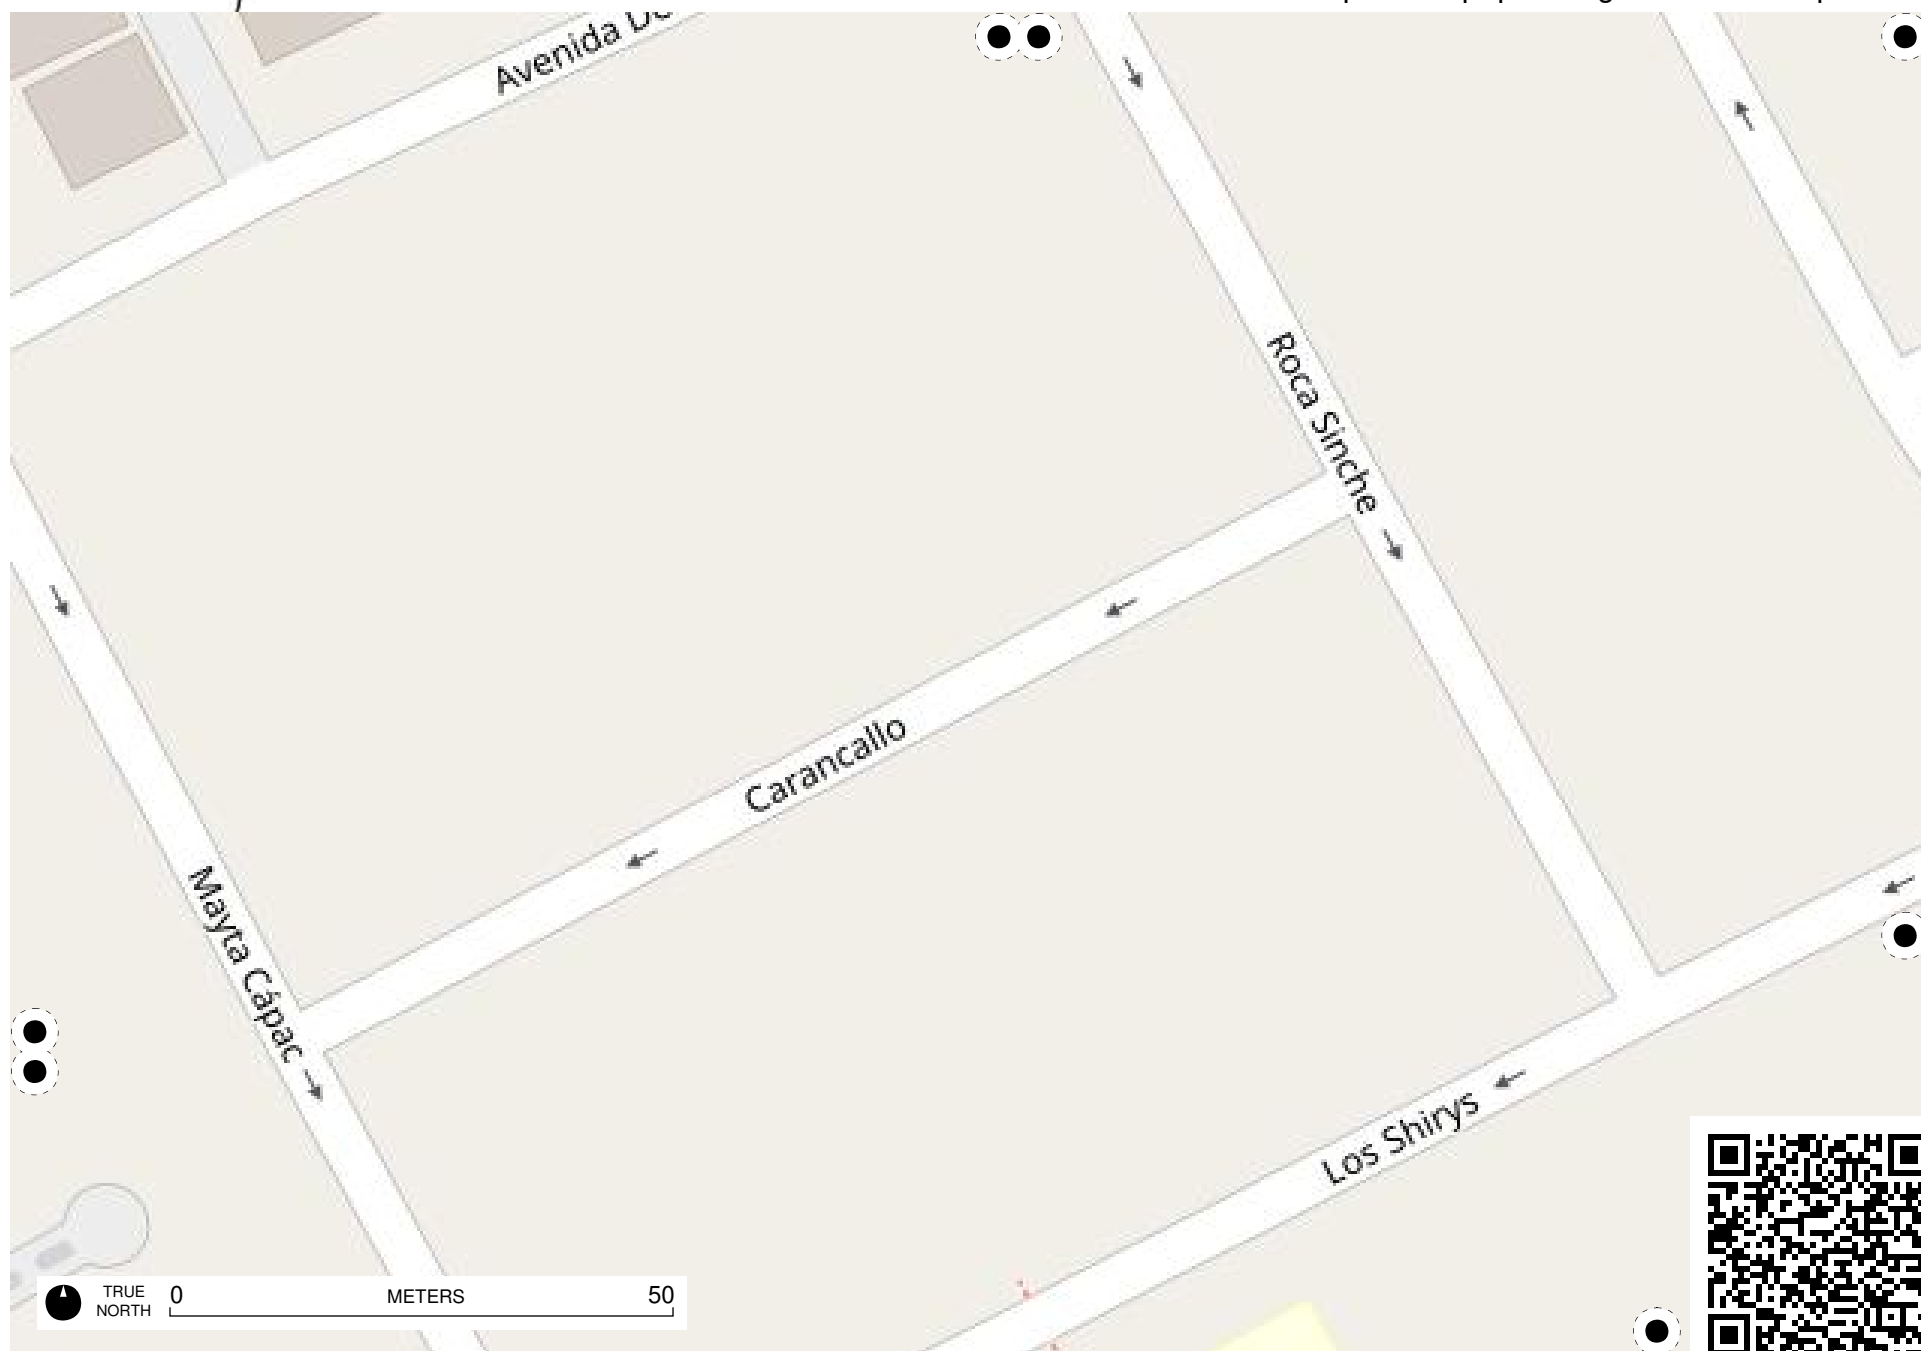 Avenida
Roca Sinche
Carancallo
Mayta Cápac
Los Shirys
TRUE
NORTH
0 METERS 50